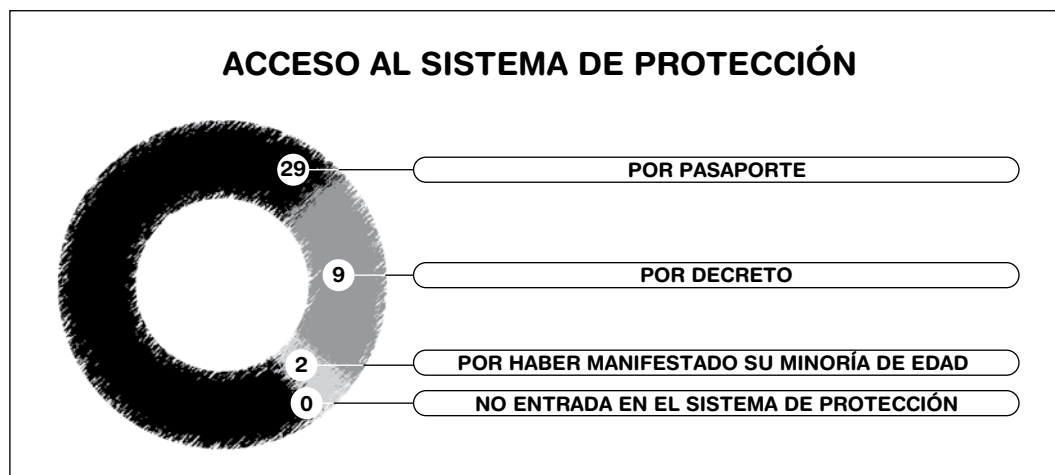 ACCESO AL SISTEMA DE PROTECCIÓN
29 POR PASAPORTE
9 POR DECRETO
2 POR HABER MANIFESTADO SU MINORÍA DE EDAD
0 NO ENTRADA EN EL SISTEMA DE PROTECCIÓN